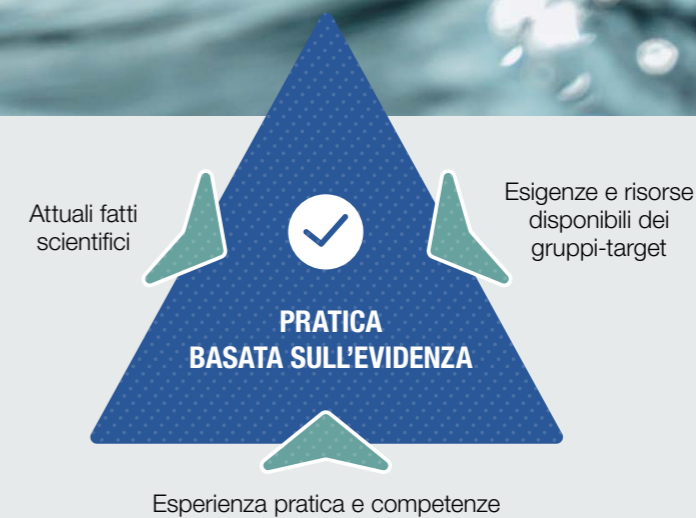 Attuali fatti
scientifici
Esigenze e risorse
disponibili dei
gruppi-target
PRATICA
BASATA SULL'EVIDENZA
Esperienza pratica e competenze